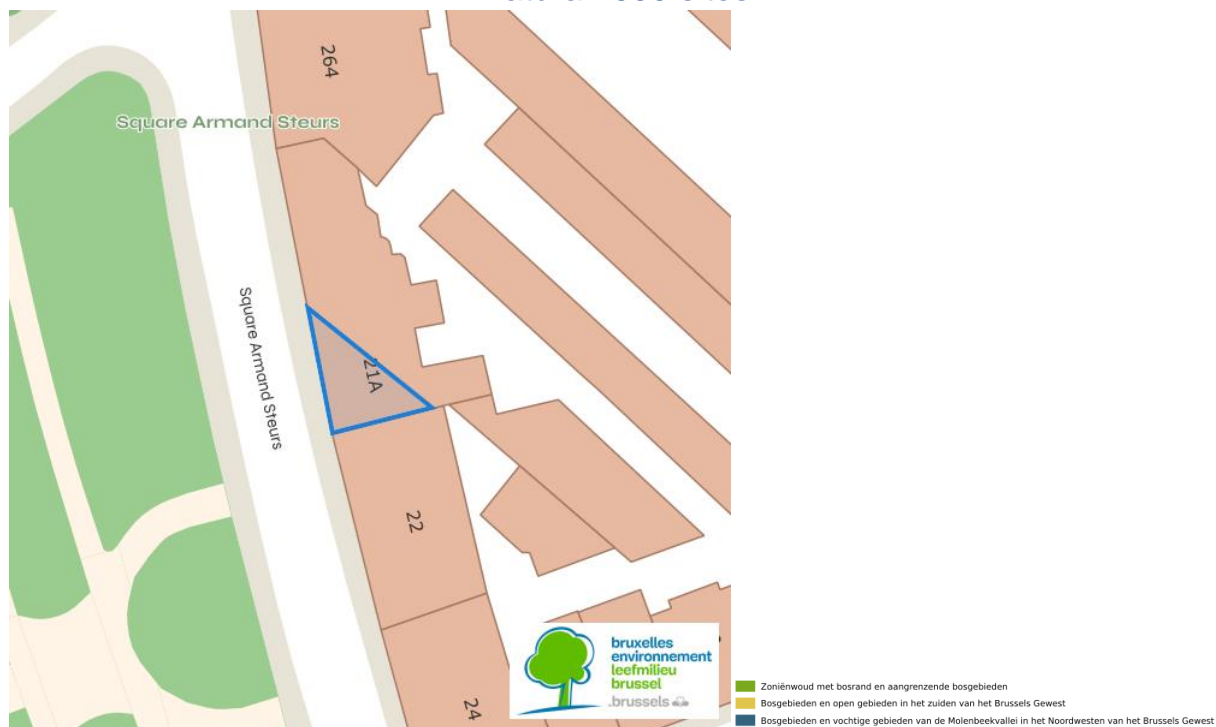 264
Square Armand Steurs
Square Armand Steurs
21A
22
24
bruxelles
environnement
leefmilieu
brussel
.brussels
Zoniënwoud met bosrand en aangrenzende bosgebieden
Bosgebieden en open gebieden in het zuiden van het Brussels Gewest
Bosgebieden en vochtige gebieden van de Molenbeekvallei in het Noordwesten van het Brussels Gewest